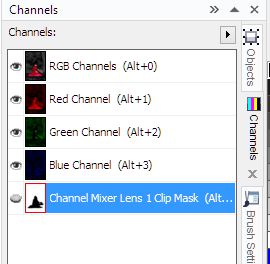 Channels
Channels:
RGB Channels (Alt+0)
Red Channel (Alt+1)
Green Channel (Alt+2)
Blue Channel (Alt+3)
Channel Mixer Lens 1 Clip Mask (Alt...
Objects
Channels
Brush Setti